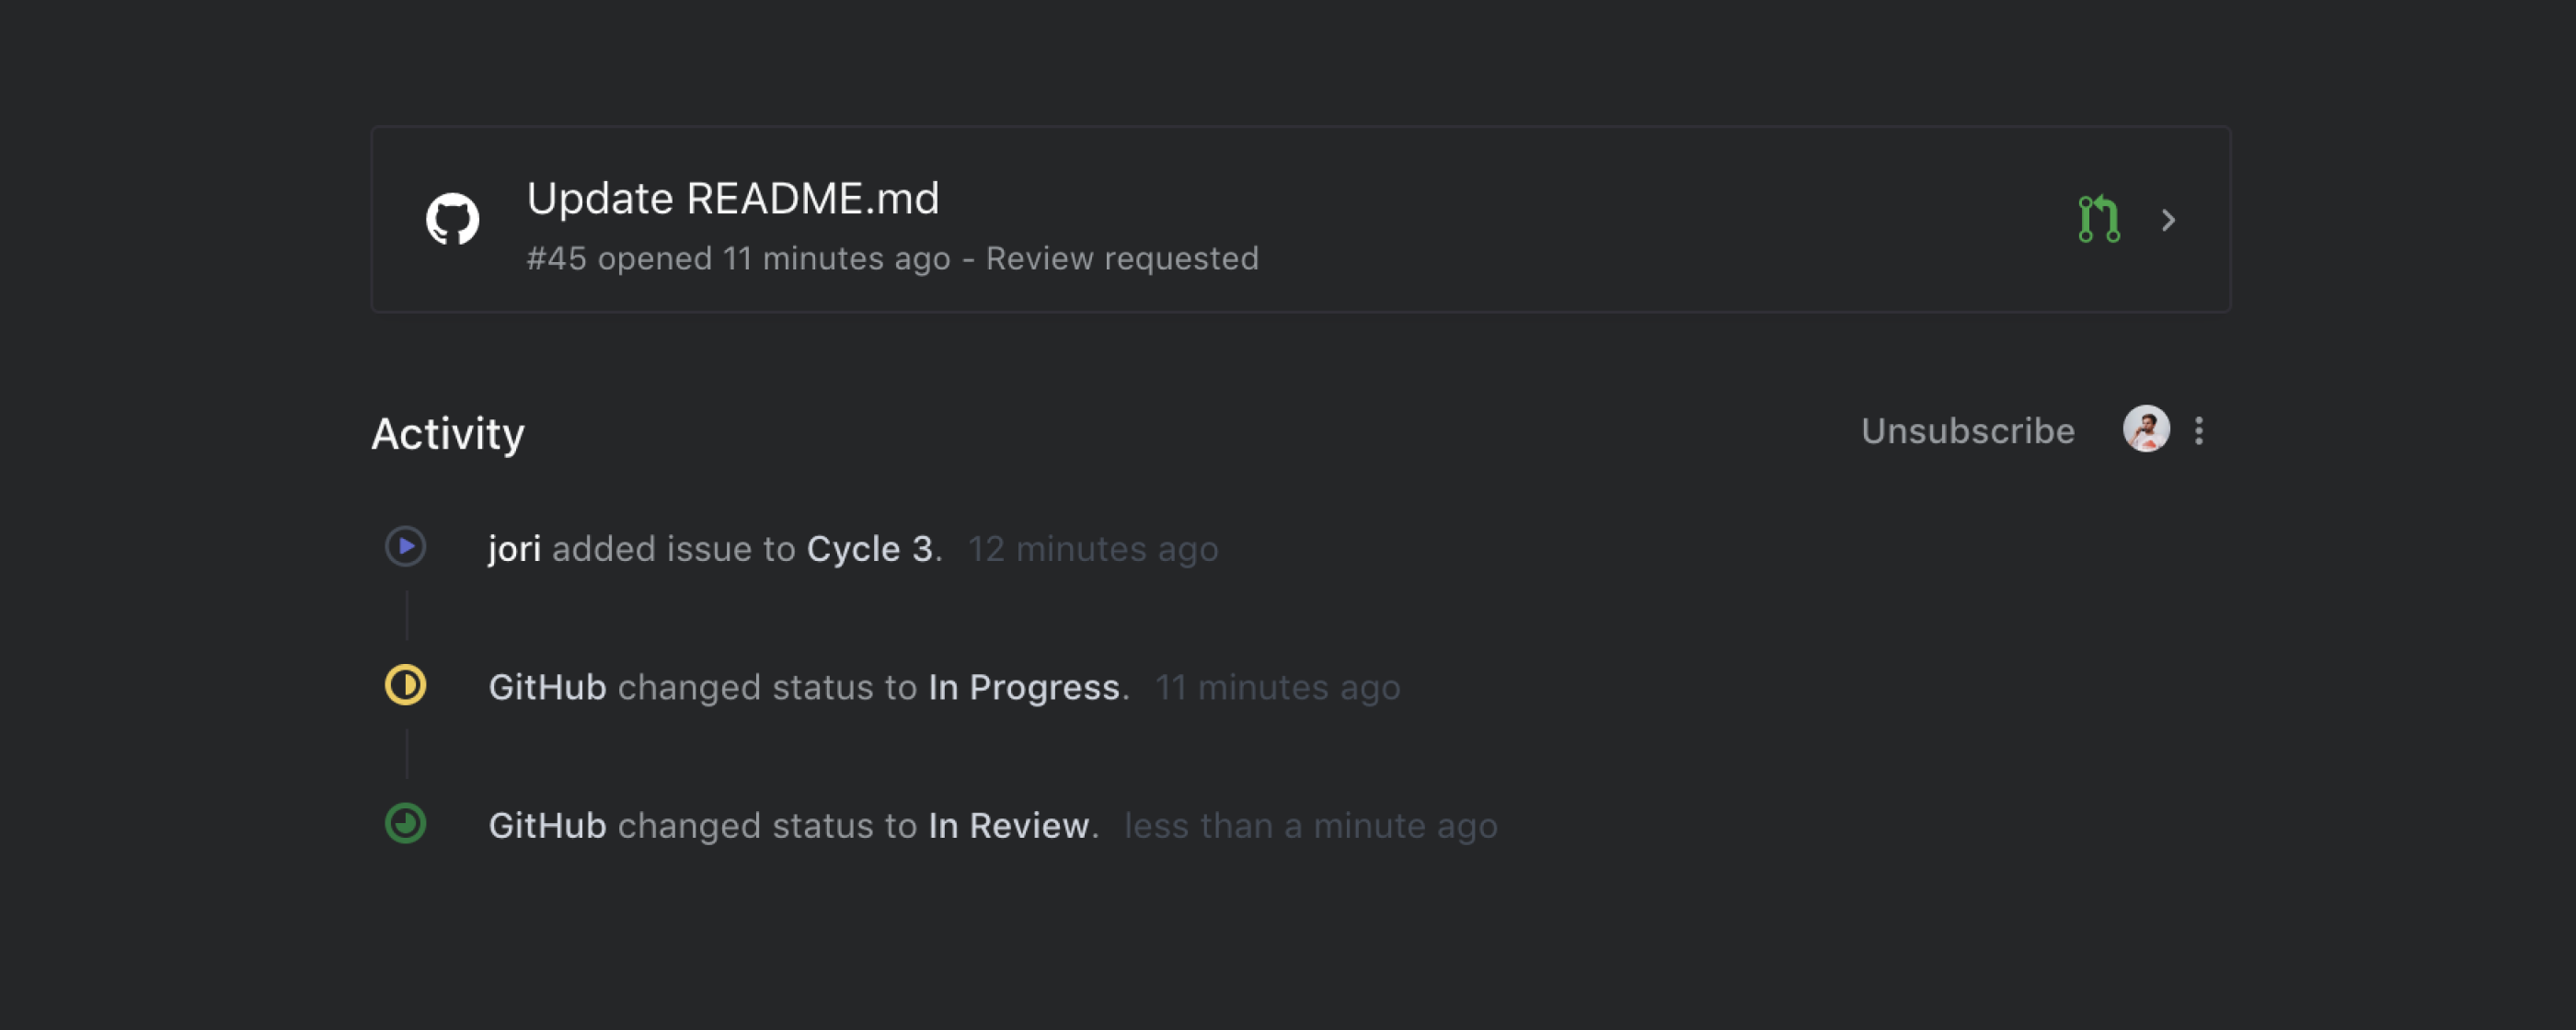 Update README.md
#45 opened 11 minutes ago - Review requested
Activity
Unsubscribe
jori added issue to Cycle 3. 12 minutes ago
GitHub changed status to In Progress. 11 minutes ago
GitHub changed status to In Review. less than a minute ago